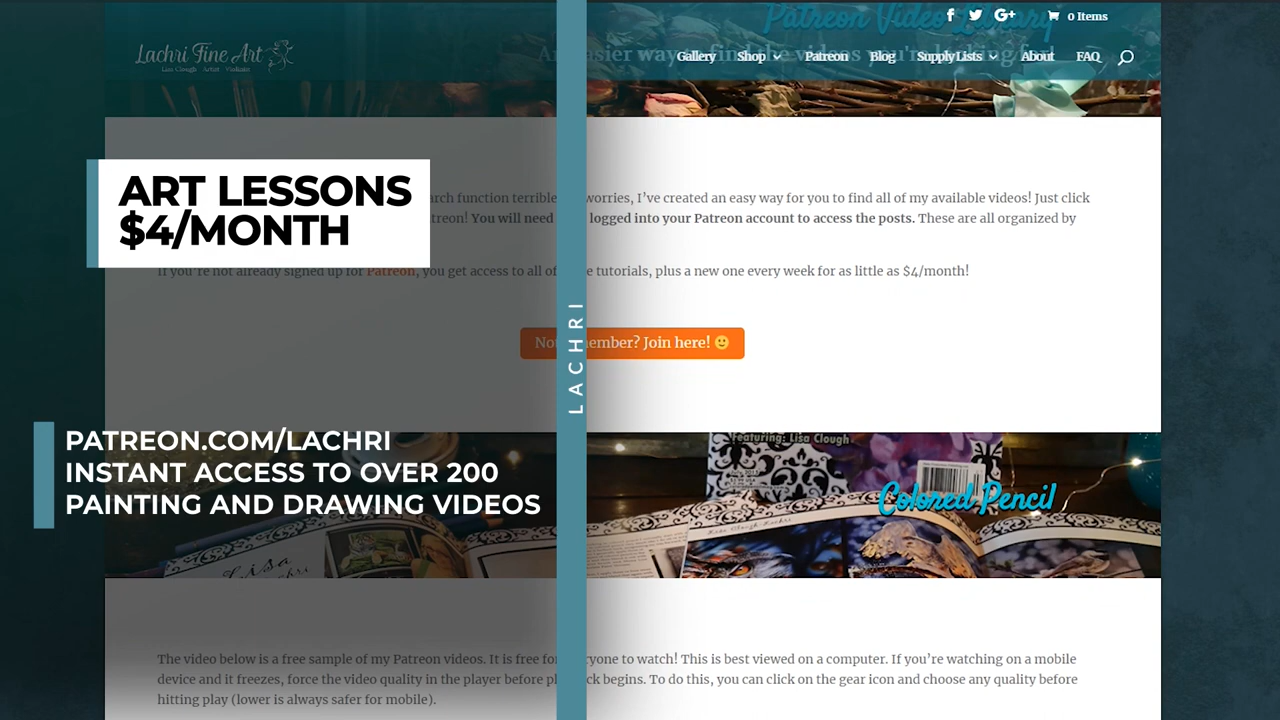 Patreon Video Library
0 Items
Lachri Fine Art
Lisa Clough Artist
An easier way to find the videos you're looking for!
Gallery Shop Patreon Blog Supply Lists About FAQ
ART LESSONS
$4/MONTH
function terrible worries, I've created an easy way for you to find all of my available videos! Just click
You will need logged into your Patreon account to access the posts. These are all organized by
If you're not already signed up for Patreon, you get access to all of tutorials, plus a new one every week for as little as $4/month!
Join here! 🙂
LACHRI
PATREON.COM/LACHRI
INSTANT ACCESS TO OVER 200
PAINTING AND DRAWING VIDEOS
Featuring: Lisa Clough
Colored Pencil
Lisa
The video below is a free sample of my Patreon videos. It is free to watch! This is best viewed on a computer. If you're watching on a mobile
device and it freezes, force the video quality in the player before begins. To do this, you can click on the gear icon and choose any quality before
hitting play (lower is always safer for mobile).